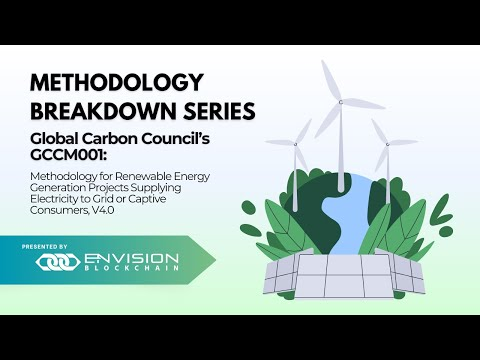 METHODOLOGY
BREAKDOWN SERIES
Global Carbon Council's
GCCM001:
Methodology for Renewable Energy
Generation Projects Supplying
Electricity to Grid or Captive
Consumers, V4.0
PRESENTED BY
ENVISION
BLOCKCHAIN